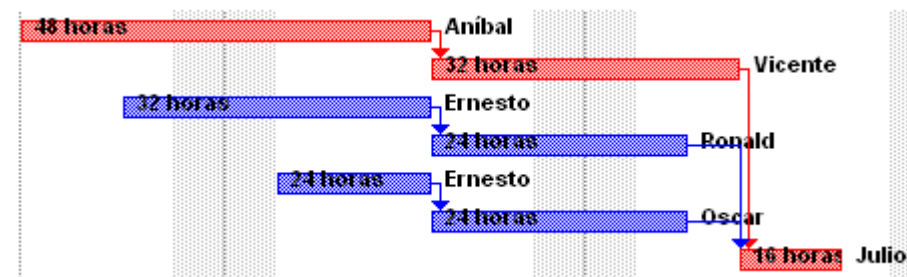 48 horas Aníbal
32 horas Vicente
32 horas Ernesto
24 horas Ronald
24 horas Ernesto
24 horas Oscar
16 horas Julio